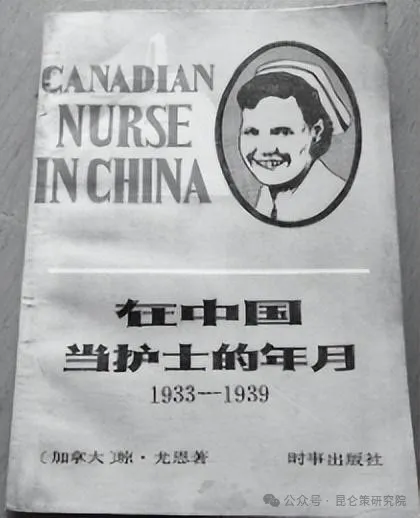 CANADIAN
NURSE
IN CHINA
在中国
当护士的年月
1933—1939
〔加拿大〕琼·尤恩著 时事出版社
公众号·昆仑策研究院